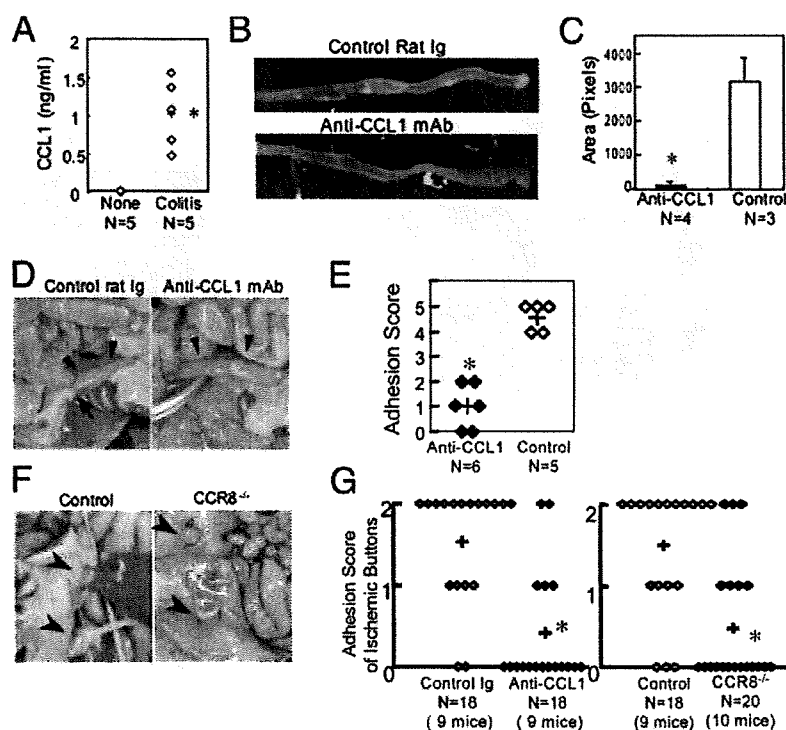 A
CCL1 (ng/ml)
2
1.5
1
0.5
0
*
None
N=5
Colitis
N=5
B
Control Rat Ig
Anti-CCL1 mAb
C
Area (Pixels)
4000
3000
2000
1000
0
*
Anti-CCL1
N=4
Control
N=3
D
Control rat Ig
Anti-CCL1 mAb
E
Adhesion Score
5
4
3
2
1
0
*
Anti-CCL1
N=6
Control
N=5
F
Control
CCR8-/-
G
Adhesion Score
of Ischemic Buttons
2
1
0
*
Control Ig
N=18
( 9 mice)
Anti-CCL1
N=18
( 9 mice)
2
1
0
*
Control
N=18
(9 mice)
CCR8-/-
N=20
(10 mice)